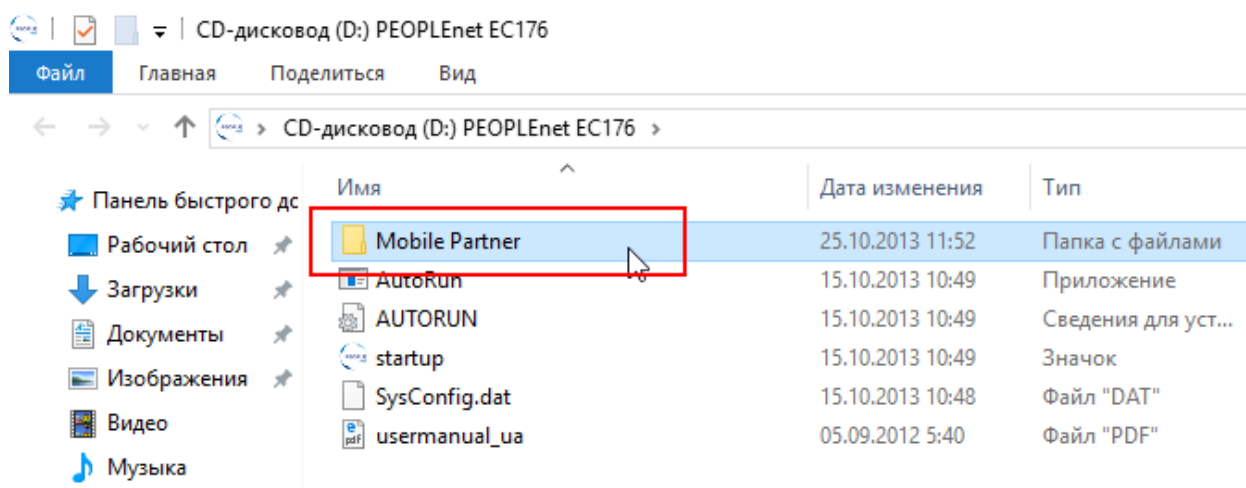 CD-дисковод (D:) PEOPLEnet EC176
Файл Главная Поделиться Вид
CD-дисковод (D:) PEOPLEnet EC176
Имя Дата изменения Тип
Панель быстрого дс
Рабочий стол
Загрузки
Документы
Изображения
Видео
Музыка
Mobile Partner 25.10.2013 11:52 Папка с файлами
AutoRun 15.10.2013 10:49 Приложение
AUTORUN 15.10.2013 10:49 Сведения для уст...
startup 15.10.2013 10:49 Значок
SysConfig.dat 15.10.2013 10:48 Файл "DAT"
usermanual_ua 05.09.2012 5:40 Файл "PDF"